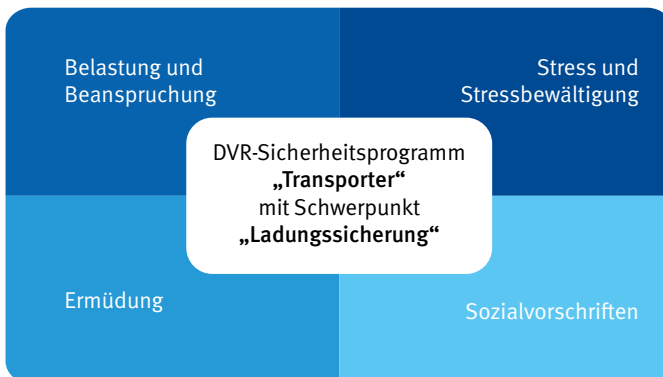 Belastung und
Beanspruchung
Stress und
Stressbewältigung
DVR-Sicherheitsprogramm
„Transporter“
mit Schwerpunkt
„Ladungssicherung“
Ermüdung
Sozialvorschriften